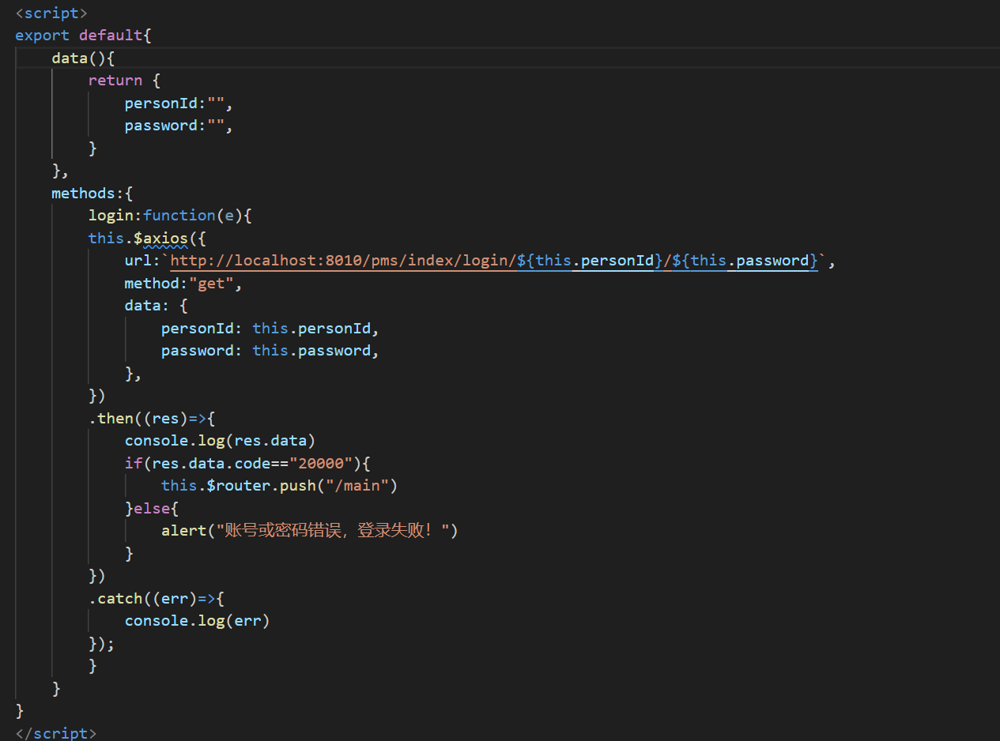 <script>
export default{
    data(){
        return {
            personId:"",
            password:"",
        }
    },
    methods:{
        login:function(e){
        this.$axios({
            url:`http://localhost:8010/pms/index/login/${this.personId}/${this.password}`,
            method:"get",
            data: {
                personId: this.personId,
                password: this.password,
            },
        })
        .then((res)=>{
            console.log(res.data)
            if(res.data.code=="20000"){
                this.$router.push("/main")
            }else{
                alert("账号或密码错误，登录失败！")
            }
        })
        .catch((err)=>{
            console.log(err)
        });
        }
    }
}
</script>